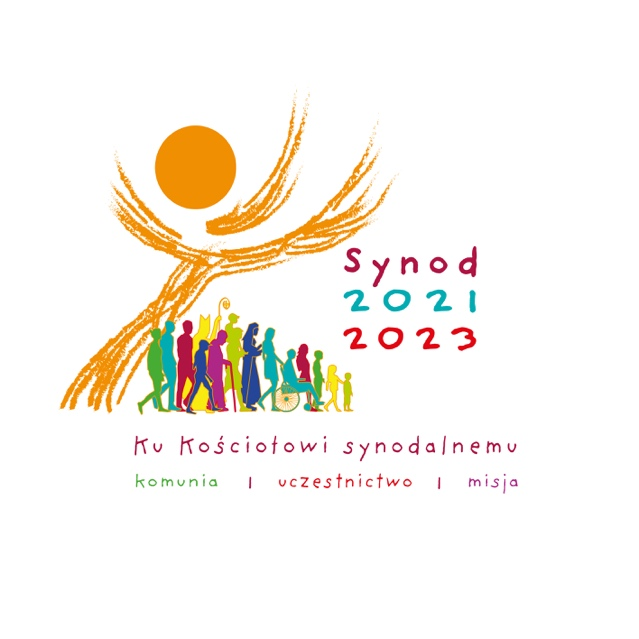 Synod
2021
2023
Ku Kościołowi synodalnemu
komunia | uczestnictwo | misja